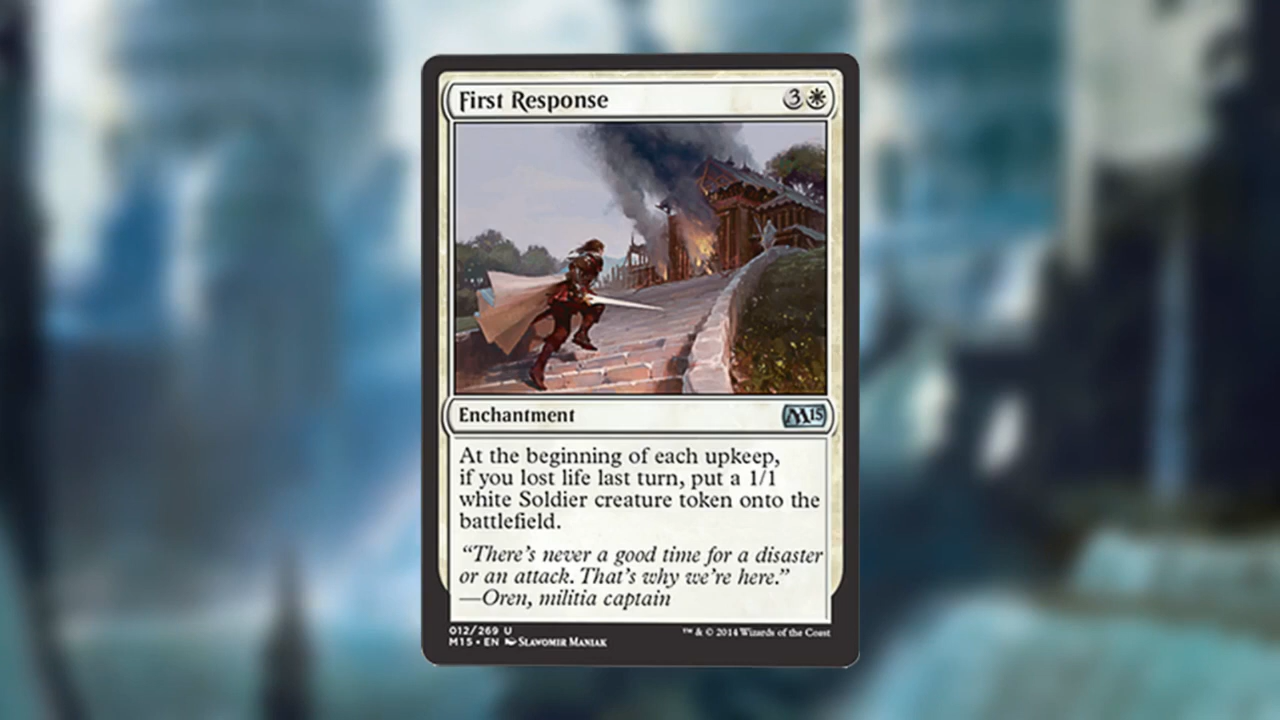 First Response 3
Enchantment M15
At the beginning of each upkeep,
if you lost life last turn, put a 1/1
white Soldier creature token onto the
battlefield.
“There’s never a good time for a disaster
or an attack. That’s why we’re here.”
—Oren, militia captain
012/269 U ™ & © 2014 Wizards of the Coast
M15 • EN SLAWOMIR MANIAK